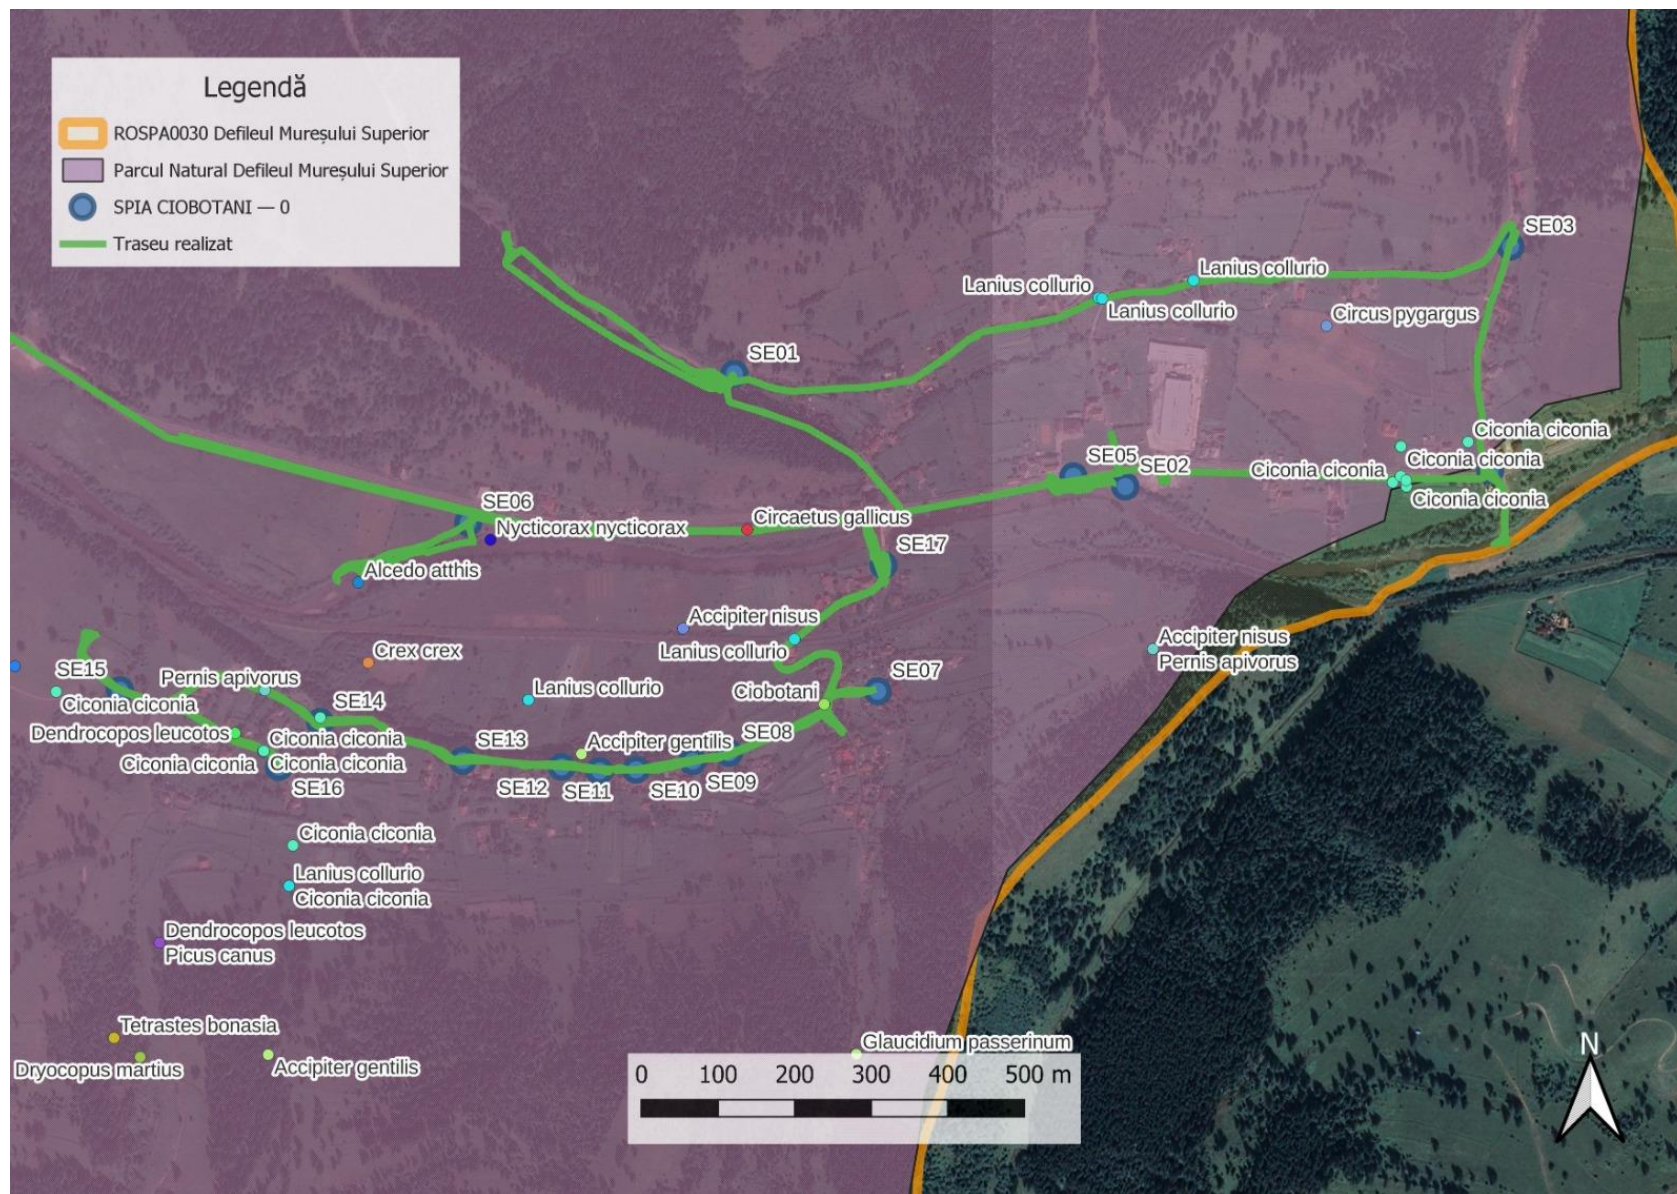 Legendă
ROSPA0030 Defileul Mureșului Superior
Parcul Natural Defileul Mureșului Superior
SPIA CIOBOTANI — 0
Traseu realizat
SE03
Lanius collurio
Lanius collurio
Lanius collurio
Circus pygargus
SE01
Ciconia ciconia
SE05
SE02
Ciconia ciconia
Ciconia ciconia
Ciconia ciconia
SE06
Nycticorax nycticorax
Circaetus gallicus
SE17
Alcedo atthis
Accipiter nisus
Lanius collurio
Accipiter nisus
Pernis apivorus
Crex crex
SE15
Pernis apivorus
Lanius collurio
Ciobotani
SE07
Ciconia ciconia
SE14
Dendrocopos leucotos
Ciconia ciconia
SE13
Accipiter gentilis
SE08
Ciconia ciconia
Ciconia ciconia
SE16
SE12
SE11
SE10
SE09
Ciconia ciconia
Lanius collurio
Ciconia ciconia
Dendrocopos leucotos
Picus canus
Tetrastes bonasia
Dryocopus martius
Accipiter gentilis
Glaucidium passerinum
0 100 200 300 400 500 m
N